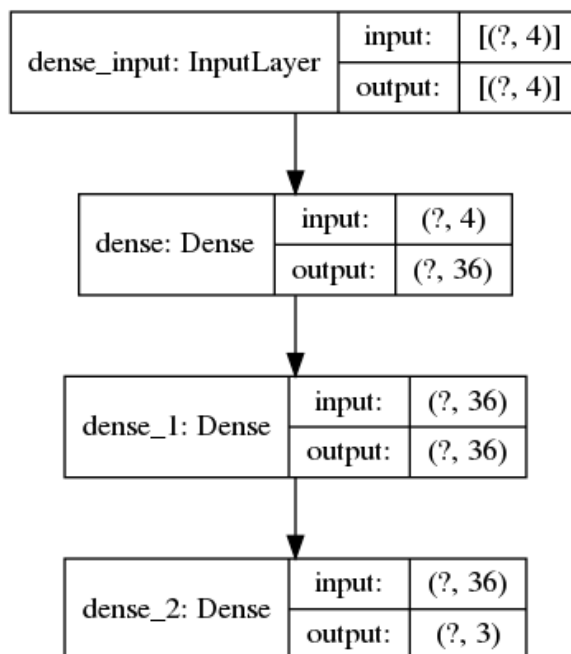 dense_input: InputLayer
input: [(?, 4)]
output: [(?, 4)]
dense: Dense
input: (?, 4)
output: (?, 36)
dense_1: Dense
input: (?, 36)
output: (?, 36)
dense_2: Dense
input: (?, 36)
output: (?, 3)